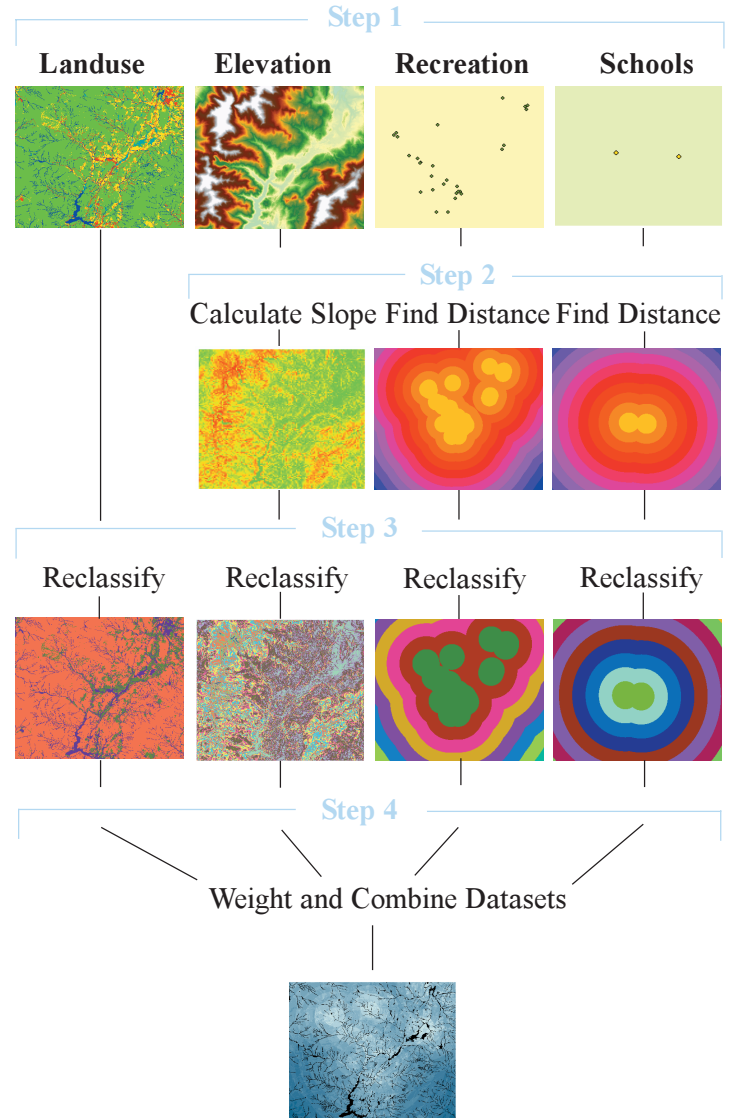 Step 1
Landuse Elevation Recreation Schools
Step 2
Calculate Slope Find Distance Find Distance
Step 3
Reclassify Reclassify Reclassify Reclassify
Step 4
Weight and Combine Datasets